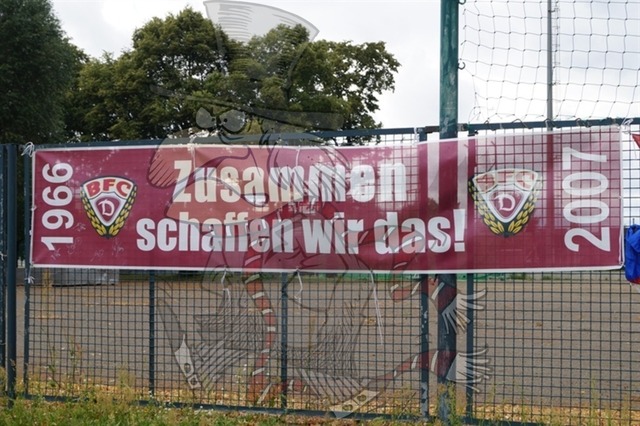 1966
BFC
D
Zusammen
schaffen wir das!
BFC
D
2007